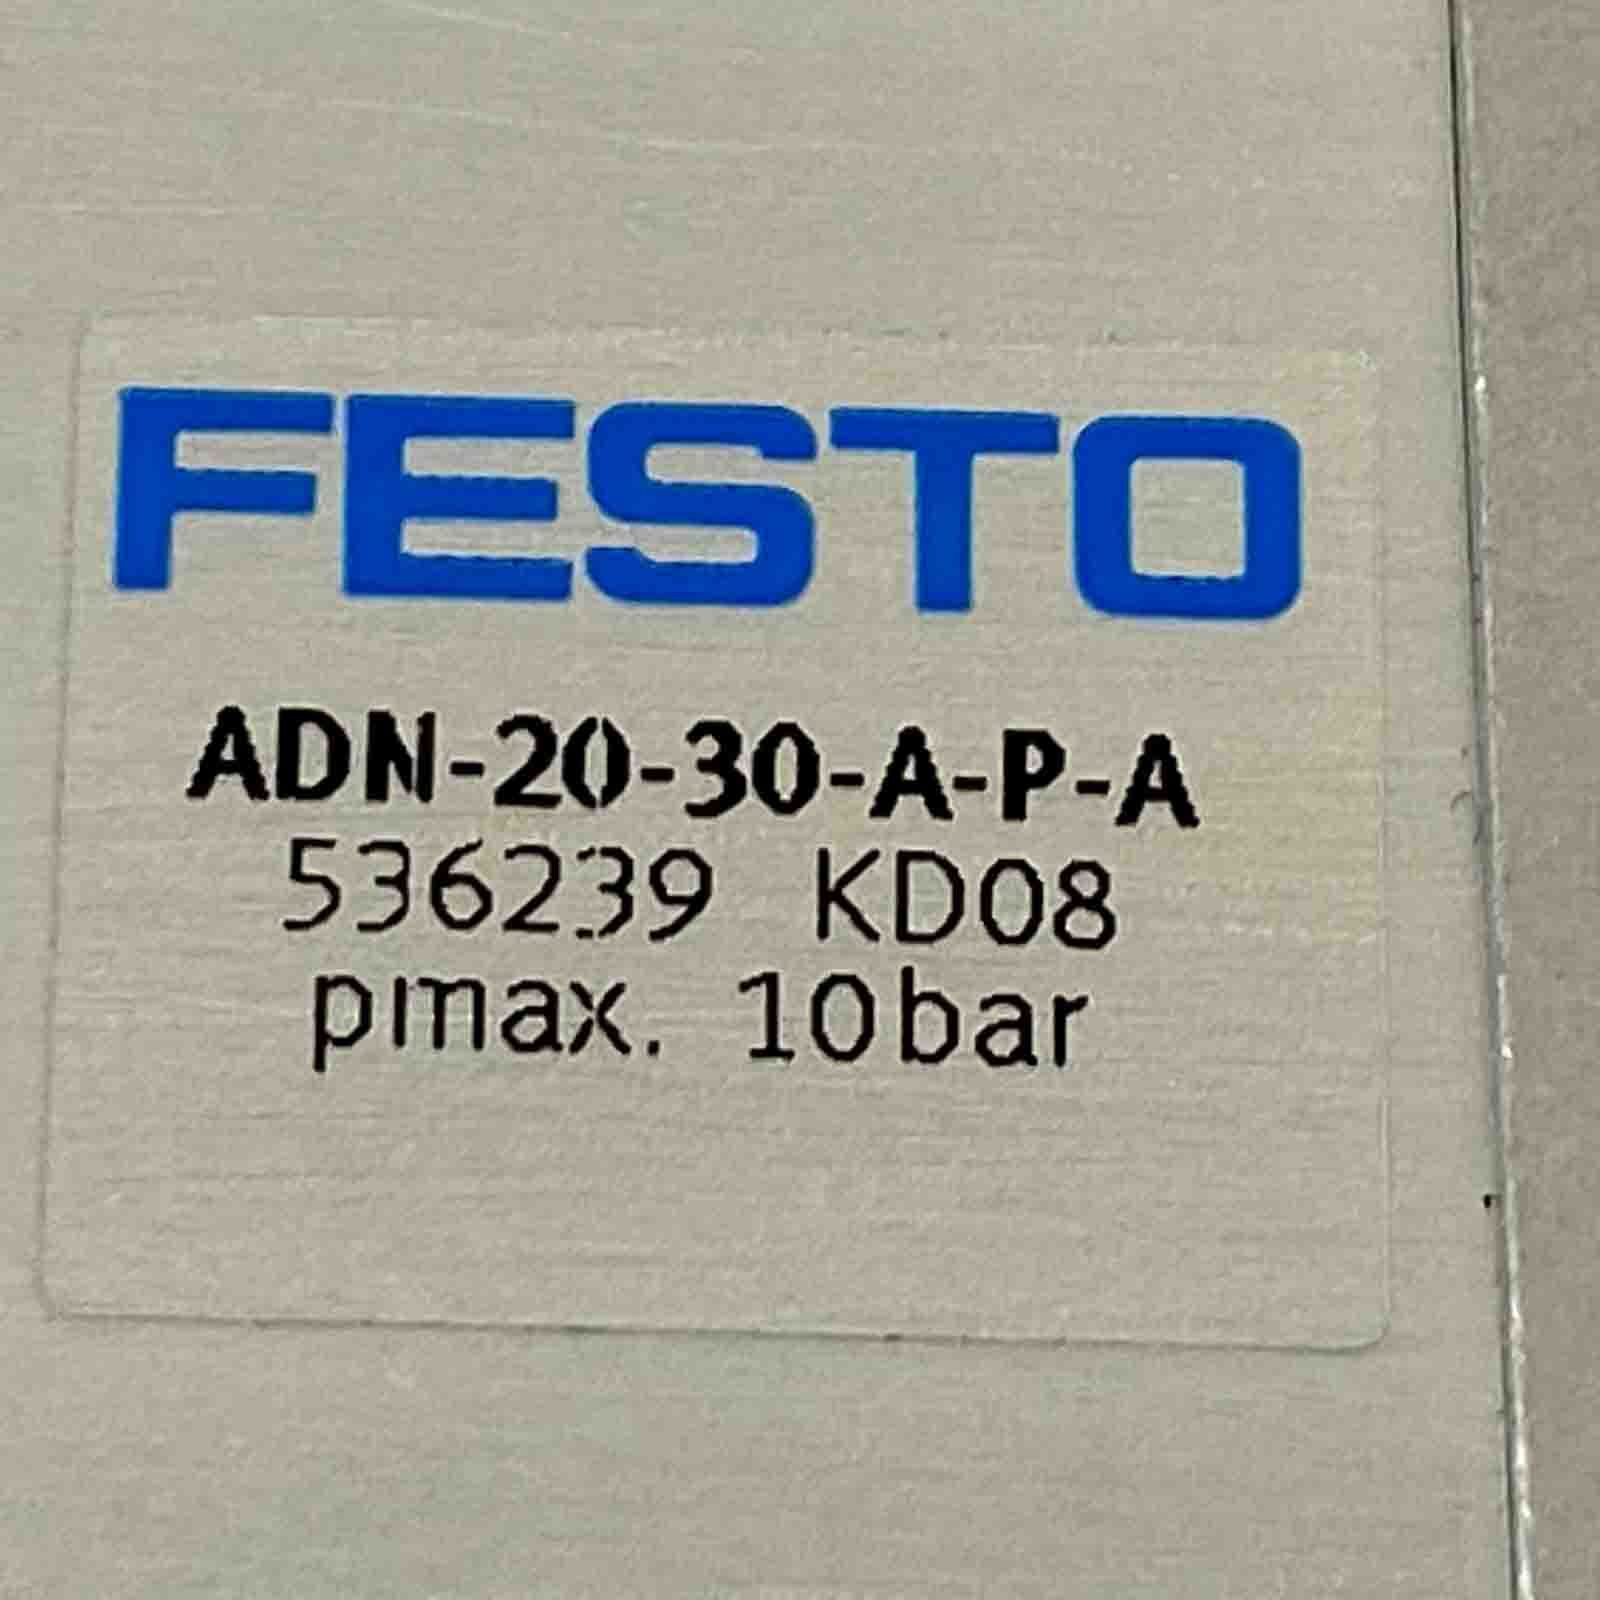 FESTO
ADN-20-30-A-P-A
536239 KD08
pmax. 10bar